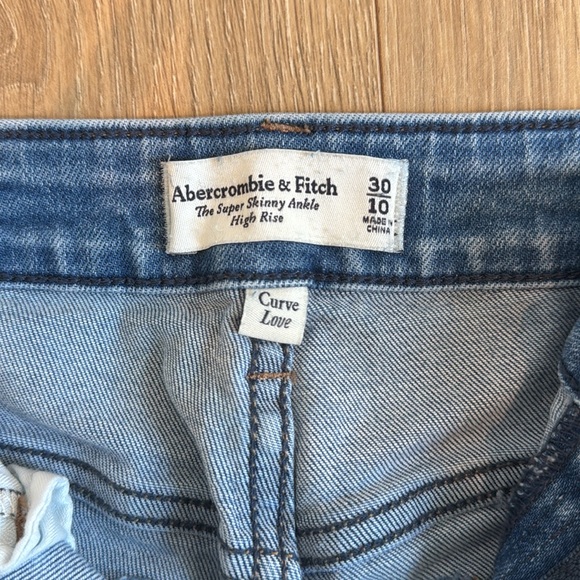 Abercrombie & Fitch
The Super Skinny Ankle
High Rise
30
10
MADE IN
CHINA
Curve
Love